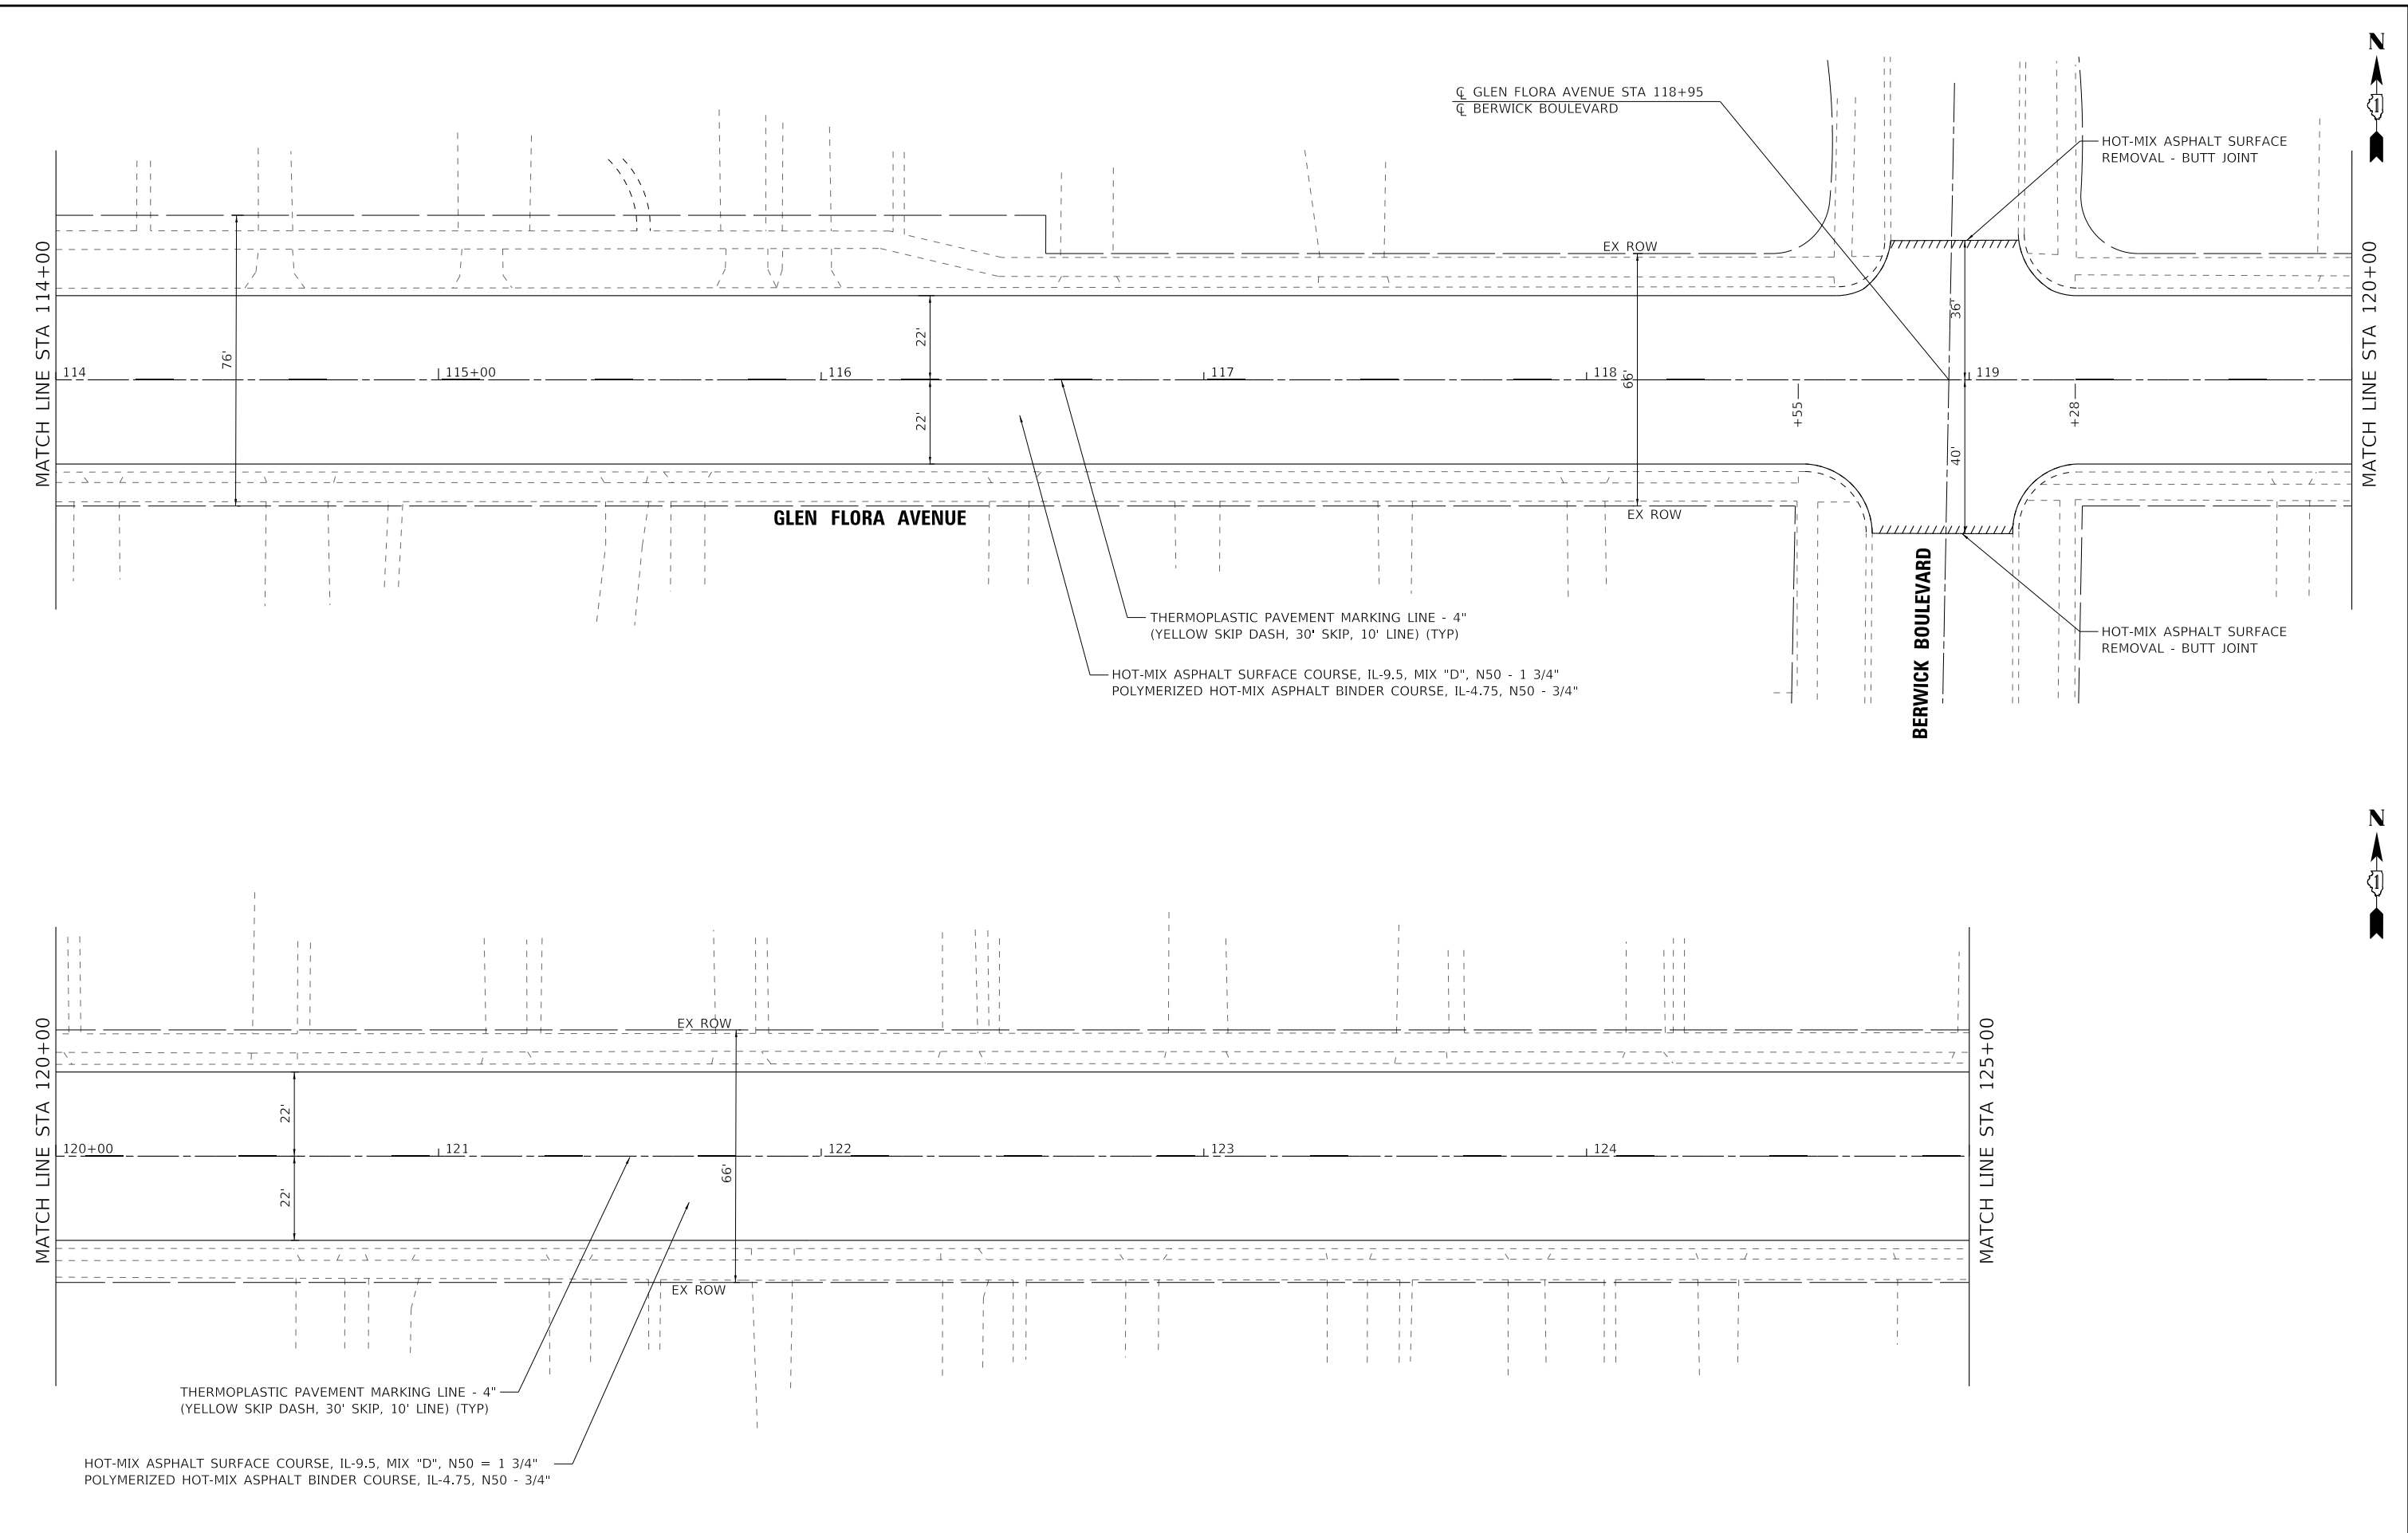 N
℄ GLEN FLORA AVENUE STA 118+95
℄ BERWICK BOULEVARD
1
HOT-MIX ASPHALT SURFACE
REMOVAL - BUTT JOINT
MATCH LINE STA 114+00
EX ROW
MATCH LINE STA 120+00
76'
22'
36'
114
115+00
116
117
118
119
66'
22'
+55
+28
40'
GLEN FLORA AVENUE
EX ROW
BERWICK BOULEVARD
THERMOPLASTIC PAVEMENT MARKING LINE - 4"
(YELLOW SKIP DASH, 30' SKIP, 10' LINE) (TYP)
HOT-MIX ASPHALT SURFACE
REMOVAL - BUTT JOINT
HOT-MIX ASPHALT SURFACE COURSE, IL-9.5, MIX "D", N50 - 1 3/4"
POLYMERIZED HOT-MIX ASPHALT BINDER COURSE, IL-4.75, N50 - 3/4"
N
1
MATCH LINE STA 120+00
EX ROW
MATCH LINE STA 125+00
22'
120+00
121
122
123
124
66'
22'
EX ROW
THERMOPLASTIC PAVEMENT MARKING LINE - 4"
(YELLOW SKIP DASH, 30' SKIP, 10' LINE) (TYP)
HOT-MIX ASPHALT SURFACE COURSE, IL-9.5, MIX "D", N50 = 1 3/4"
POLYMERIZED HOT-MIX ASPHALT BINDER COURSE, IL-4.75, N50 - 3/4"